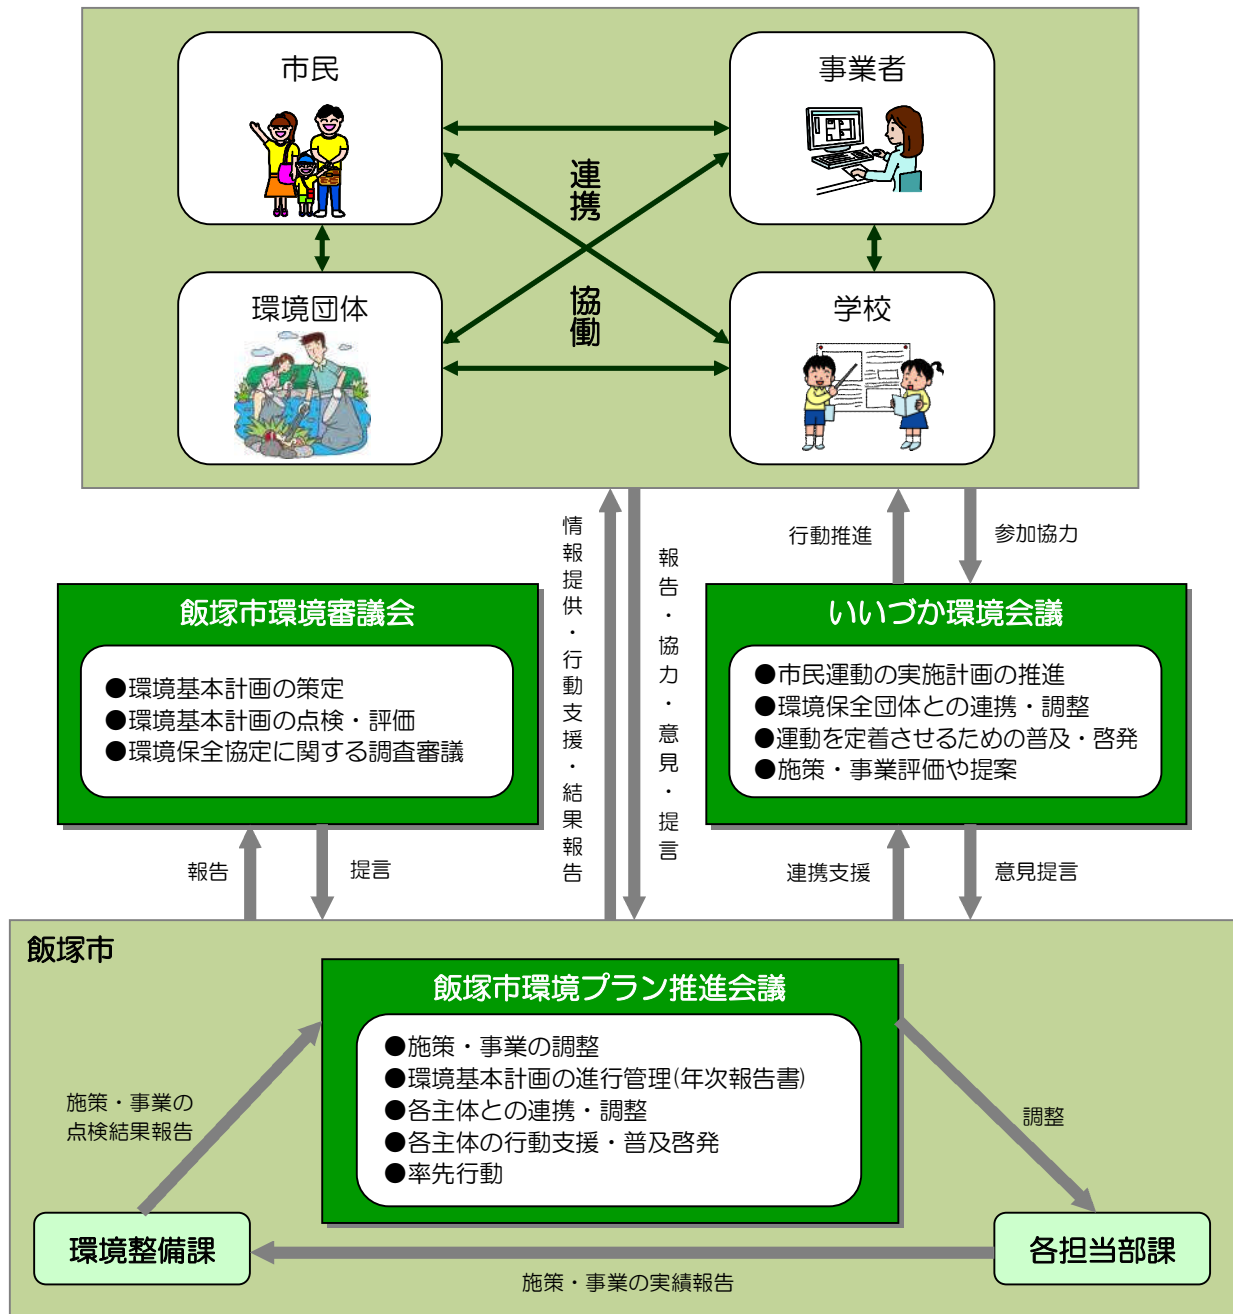 市民
事業者
連携
環境団体
協働
学校
情報提供・行動支援・結果報告
報告・協力・意見・提言
行動推進
参加協力
飯塚市環境審議会
●環境基本計画の策定
●環境基本計画の点検・評価
●環境保全協定に関する調査審議
いいづか環境会議
●市民運動の実施計画の推進
●環境保全団体との連携・調整
●運動を定着させるための普及・啓発
●施策・事業評価や提案
報告
提言
連携支援
意見提言
飯塚市
飯塚市環境プラン推進会議
●施策・事業の調整
●環境基本計画の進行管理(年次報告書)
●各主体との連携・調整
●各主体の行動支援・普及啓発
●率先行動
施策・事業の
点検結果報告
調整
環境整備課
各担当部課
施策・事業の実績報告